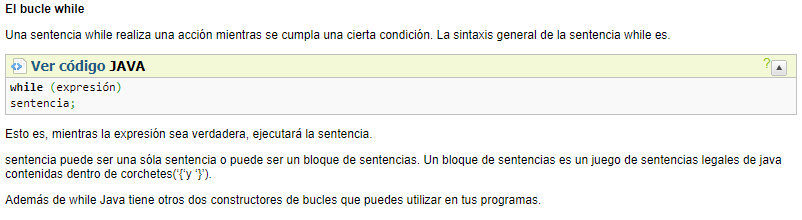 El bucle while
Una sentencia while realiza una acción mientras se cumpla una cierta condición. La sintaxis general de la sentencia while es.
Ver código JAVA
?
while (expresión)
sentencia;
Esto es, mientras la expresión sea verdadera, ejecutará la sentencia.
sentencia puede ser una sóla sentencia o puede ser un bloque de sentencias. Un bloque de sentencias es un juego de sentencias legales de java
contenidas dentro de corchetes(‘{‘y ‘}’).
Además de while Java tiene otros dos constructores de bucles que puedes utilizar en tus programas.